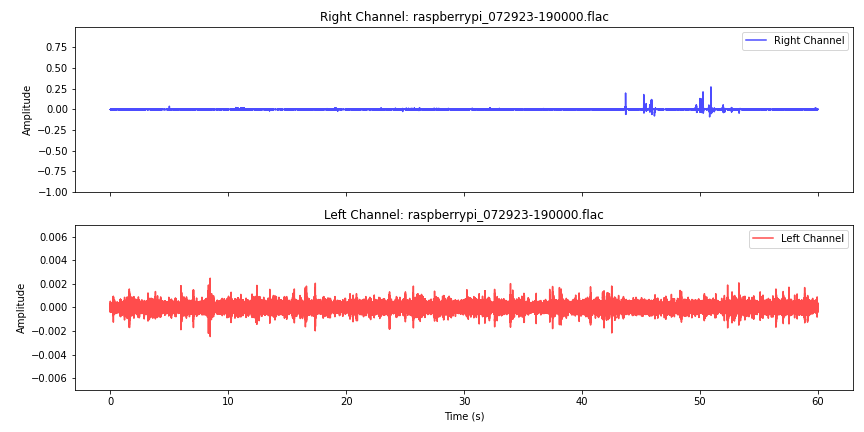 Right Channel: raspberrypi_072923-190000.flac
Right Channel
Amplitude
0.75
0.50
0.25
0.00
−0.25
−0.50
−0.75
−1.00
Left Channel: raspberrypi_072923-190000.flac
Left Channel
Amplitude
0.006
0.004
0.002
0.000
−0.002
−0.004
−0.006
0 10 20 30 40 50 60
Time (s)